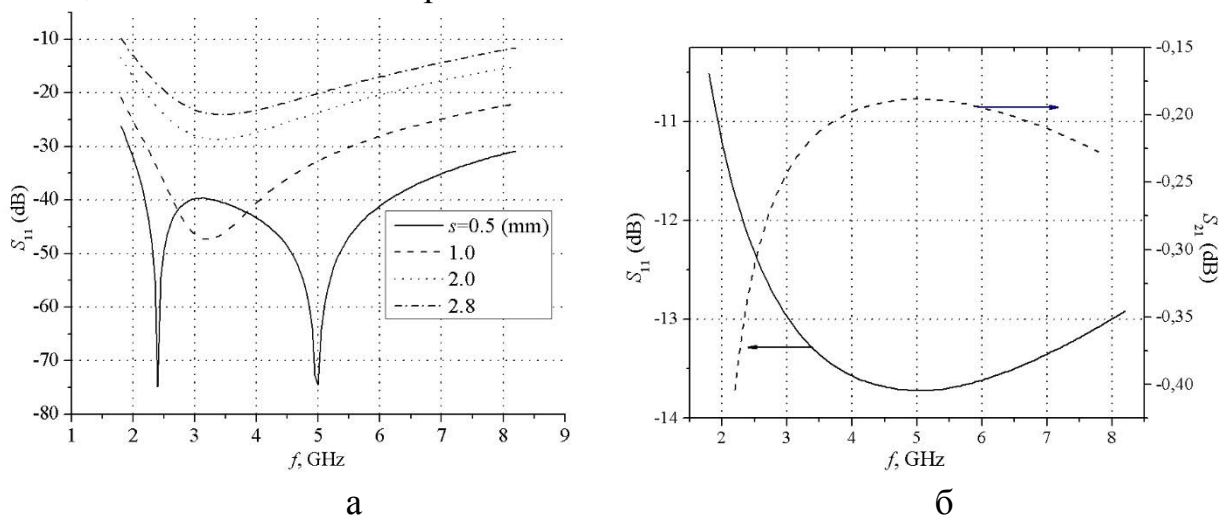 -10
-20
-30
-40
-50
-60
-70
-80
S11 (dB)
1 2 3 4 5 6 7 8 9
f, GHz
s=0.5 (mm)
1.0
2.0
2.8
а
-11
-12
-13
-14
S11 (dB)
2 3 4 5 6 7 8
f, GHz
-0,15
-0,20
-0,25
-0,30
-0,35
-0,40
S21 (dB)
б